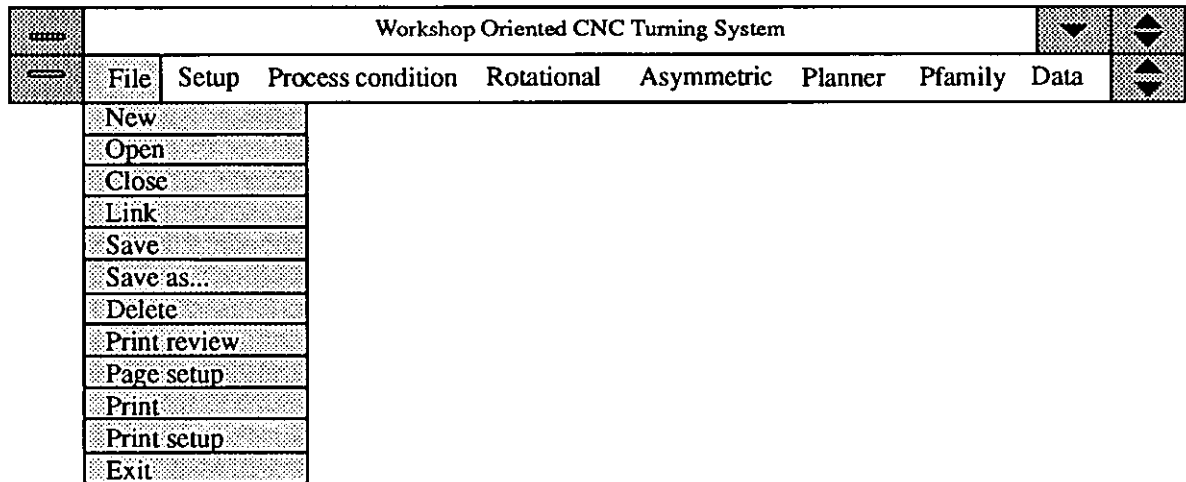 Workshop Oriented CNC Turning System
File Setup Process condition Rotational Asymmetric Planner Pfamily Data
New
Open
Close
Link
Save
Save as...
Delete
Print review
Page setup
Print
Print setup
Exit